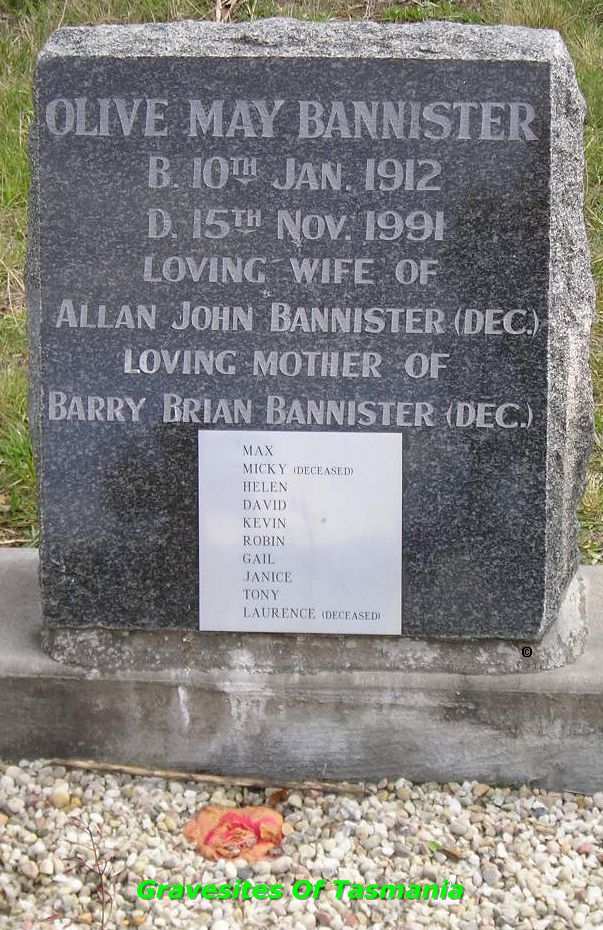 OLIVE MAY BANNISTER
B. 10TH JAN. 1912
D. 15TH NOV. 1991
LOVING WIFE OF
ALLAN JOHN BANNISTER (DEC.)
LOVING MOTHER OF
BARRY BRIAN BANNISTER (DEC.)
MAX
MICKY (DECEASED)
HELEN
DAVID
KEVIN
ROBIN
GAIL
JANICE
TONY
LAURENCE (DECEASED)
©
Gravesites Of Tasmania